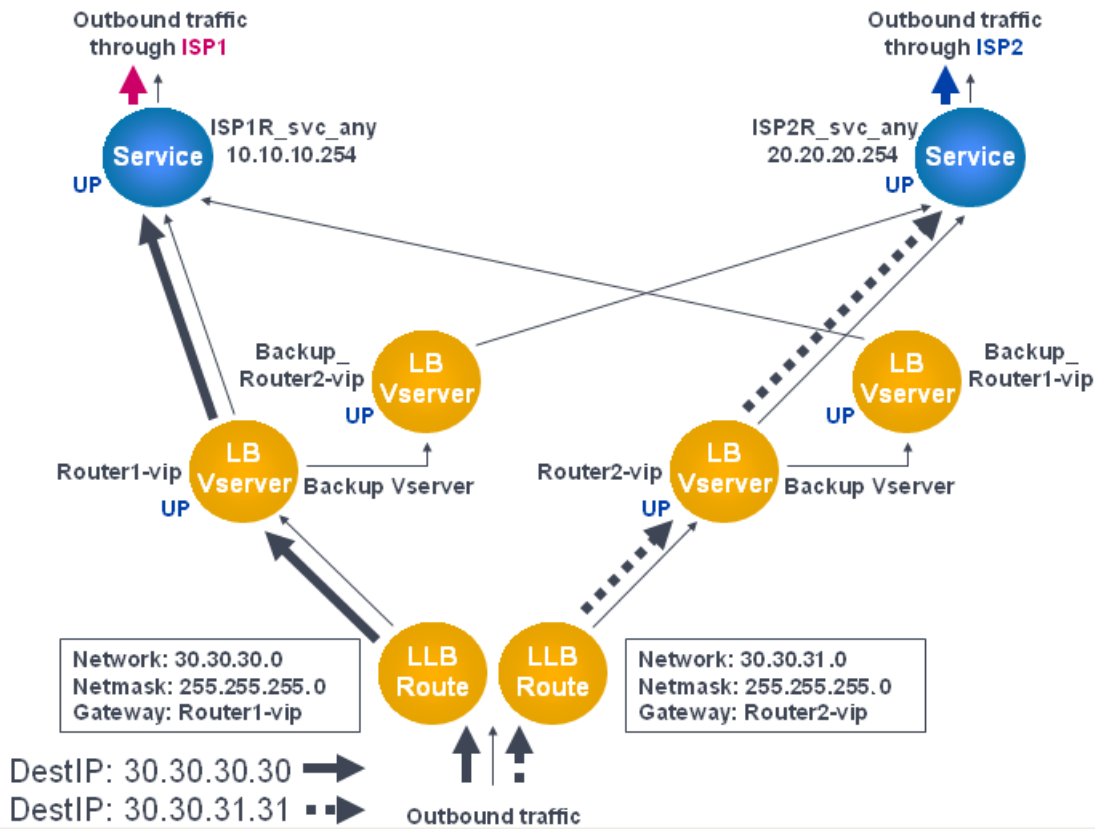 Outbound traffic
through ISP1
Outbound traffic
through ISP2
Service
ISP1R_svc_any
10.10.10.254
UP
ISP2R_svc_any
20.20.20.254
Service
UP
Backup_
Router2-vip
LB
Vserver
UP
LB
Vserver
Backup_
Router1-vip
UP
Router1-vip
LB
Vserver
Backup Vserver
UP
Router2-vip
LB
Vserver
Backup Vserver
UP
Network: 30.30.30.0
Netmask: 255.255.255.0
Gateway: Router1-vip
LLB
Route
LLB
Route
Network: 30.30.31.0
Netmask: 255.255.255.0
Gateway: Router2-vip
DestIP: 30.30.30.30
DestIP: 30.30.31.31
Outbound traffic